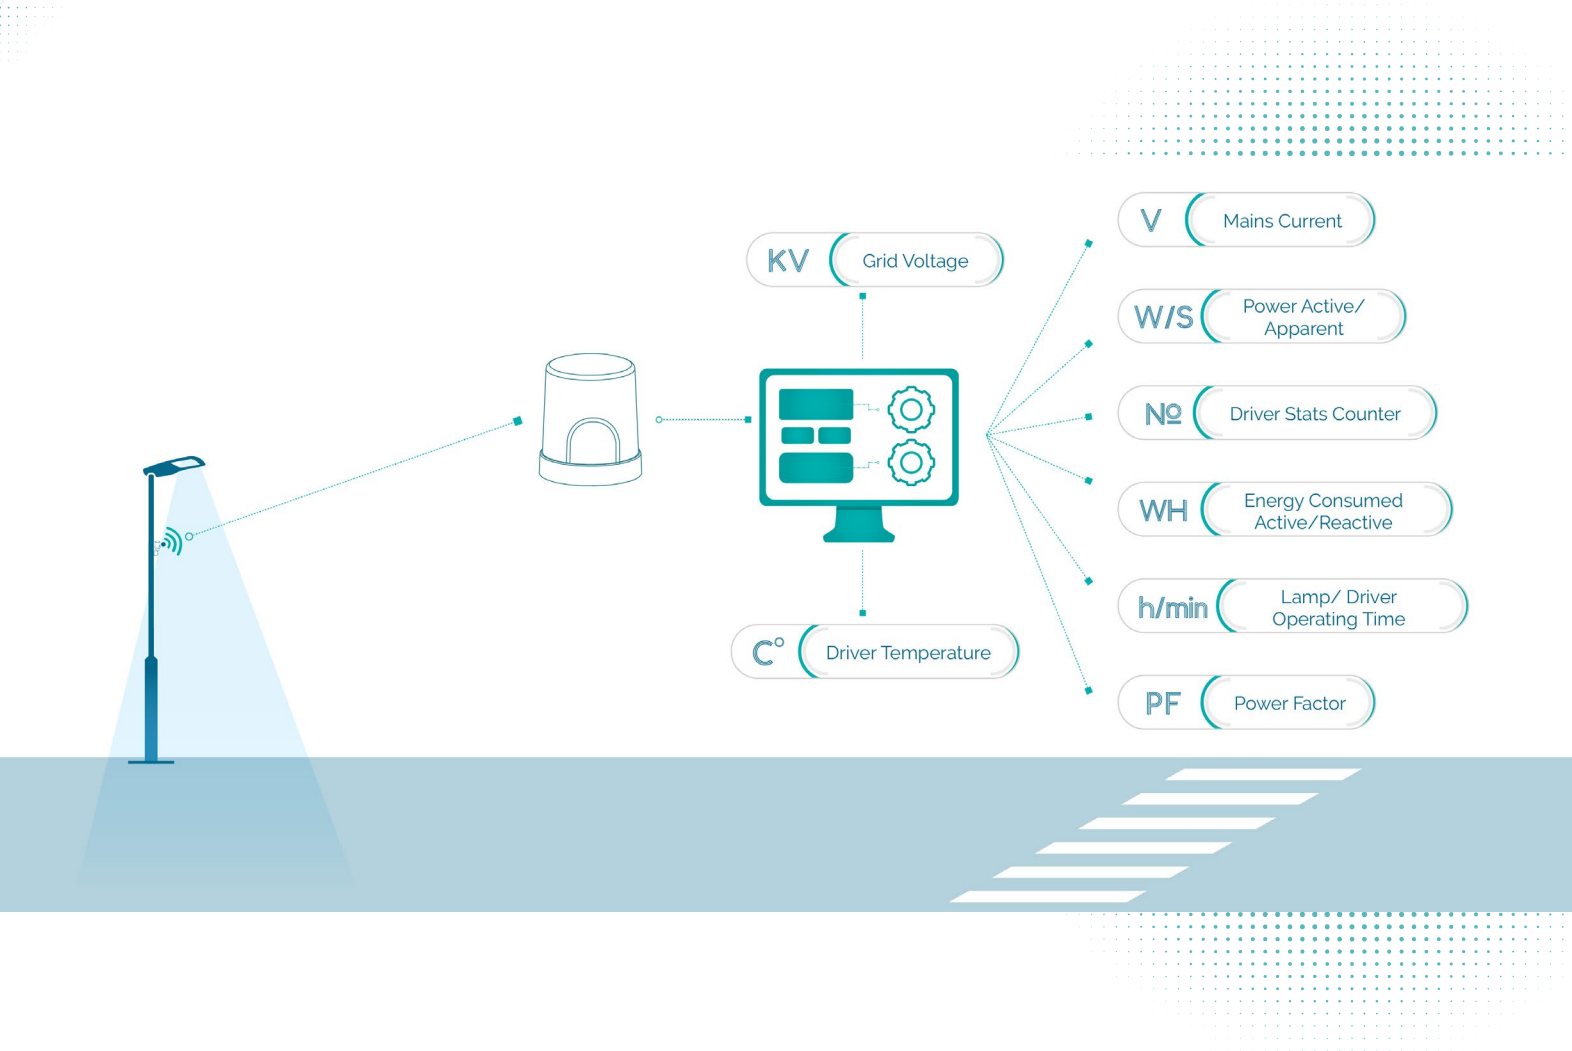 KV
Grid Voltage
C°
Driver Temperature
V
Mains Current
W/S
Power Active/
Apparent
Nº
Driver Stats Counter
WH
Energy Consumed
Active/Reactive
h/min
Lamp/ Driver
Operating Time
PF
Power Factor